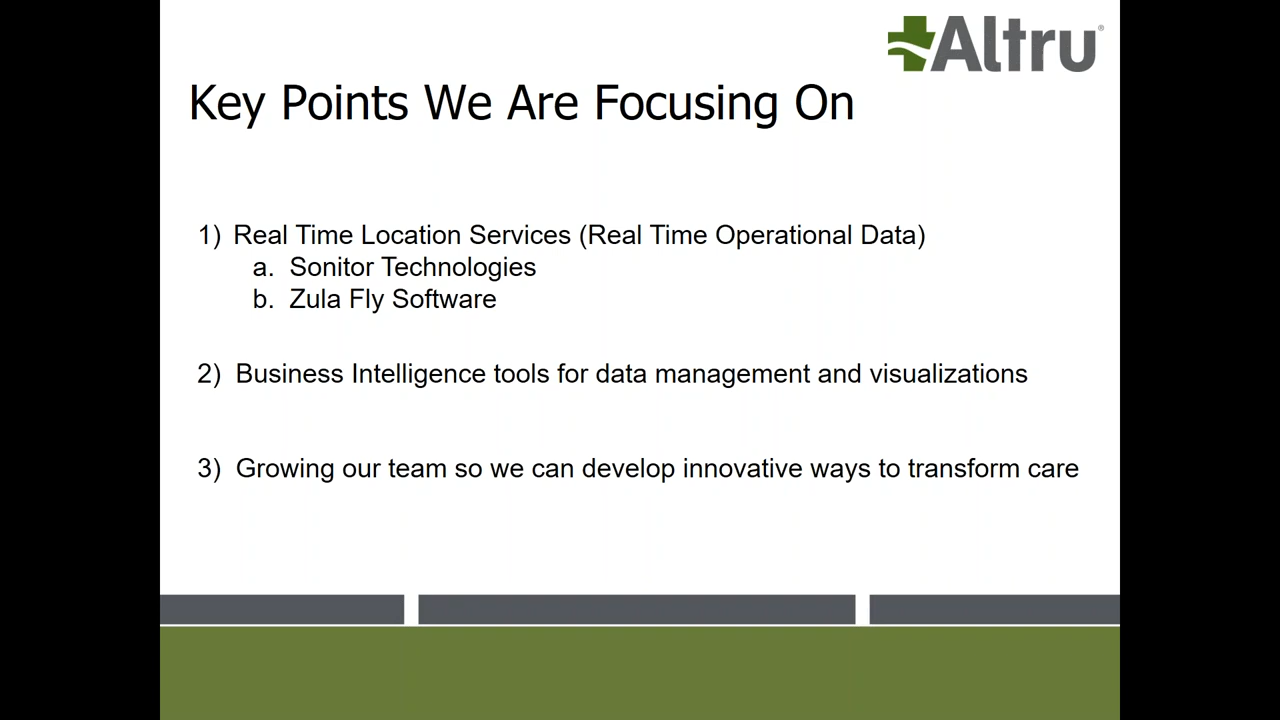 Altru®
Key Points We Are Focusing On
1) Real Time Location Services (Real Time Operational Data)
a. Sonitor Technologies
b. Zula Fly Software
2) Business Intelligence tools for data management and visualizations
3) Growing our team so we can develop innovative ways to transform care